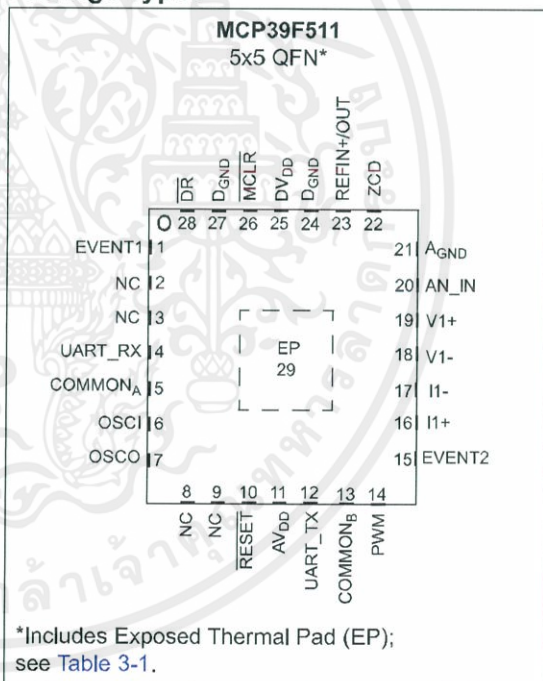 MCP39F511
5x5 QFN*
DR
DGND
MCLR
DVDD
DGND
REFIN+/OUT
ZCD
28 27 26 25 24 23 22
EVENT1 1
NC 2
NC 3
UART_RX 4
COMMONA 5
OSCI 6
OSCO 7
EP
29
21 AGND
20 AN_IN
19 V1+
18 V1-
17 I1-
16 I1+
15 EVENT2
8 9 10 11 12 13 14
NC
NC
RESET
AVDD
UART_TX
COMMONB
PWM
*Includes Exposed Thermal Pad (EP);
see Table 3-1.